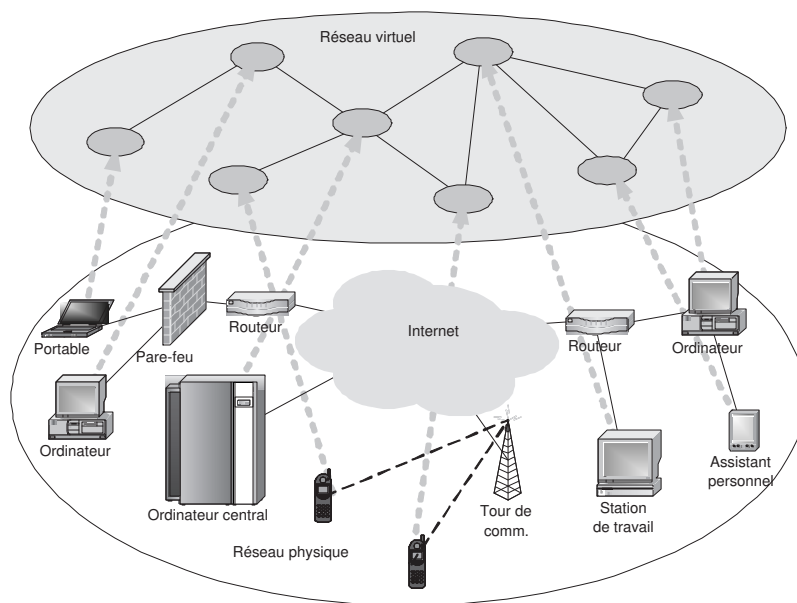 Réseau virtuel
Internet
Portable
Pare-feu
Routeur
Routeur
Ordinateur
Ordinateur
Ordinateur central
Réseau physique
Tour de
comm.
Station
de travail
Assistant
personnel